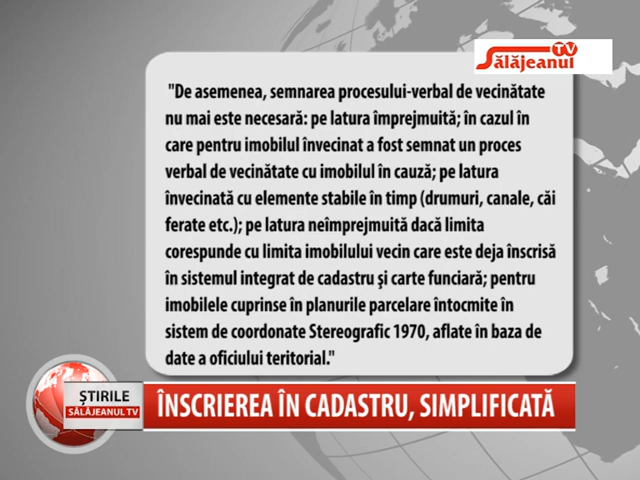 Sălăjeanul TV
"De asemenea, semnarea procesului-verbal de vecinătate
nu mai este necesară: pe latura împrejmuită; în cazul în
care pentru imobilul învecinat a fost semnat un proces
verbal de vecinătate cu imobilul în cauză; pe latura
învecinată cu elemente stabile în timp (drumuri, canale, căi
ferate etc.); pe latura neîmprejmuită dacă limita
corespunde cu limita imobilului vecin care este deja înscrisă
în sistemul integrat de cadastru şi carte funciară; pentru
imobilele cuprinse în planurile parcelare întocmite în
sistem de coordonate Stereografic 1970, aflate în baza de
date a oficiului teritorial."
ŞTIRILE
SĂLĂJEANUL TV
ÎNSCRIEREA ÎN CADASTRU, SIMPLIFICATĂ